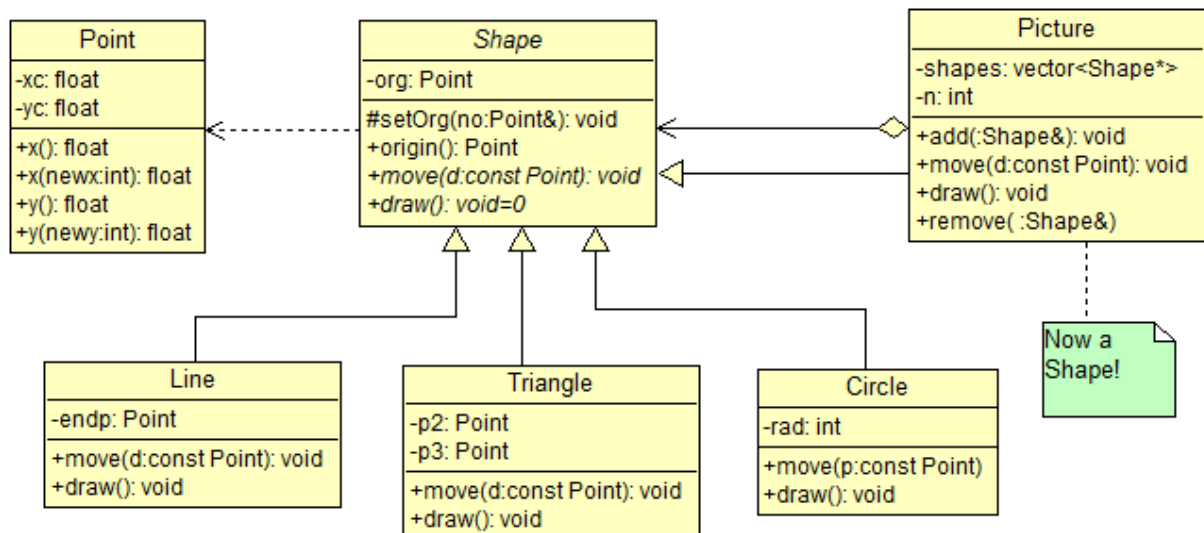 Point
-xc: float
-yc: float
+x(): float
+x(newx:int): float
+y(): float
+y(newy:int): float
Shape
-org: Point
#setOrg(no:Point&): void
+origin(): Point
+move(d:const Point): void
+draw(): void=0
Picture
-shapes: vector<Shape*>
-n: int
+add(:Shape&): void
+move(d:const Point): void
+draw(): void
+remove( :Shape&)
Now a
Shape!
Line
-endp: Point
+move(d:const Point): void
+draw(): void
Triangle
-p2: Point
-p3: Point
+move(d:const Point): void
+draw(): void
Circle
-rad: int
+move(p:const Point)
+draw(): void